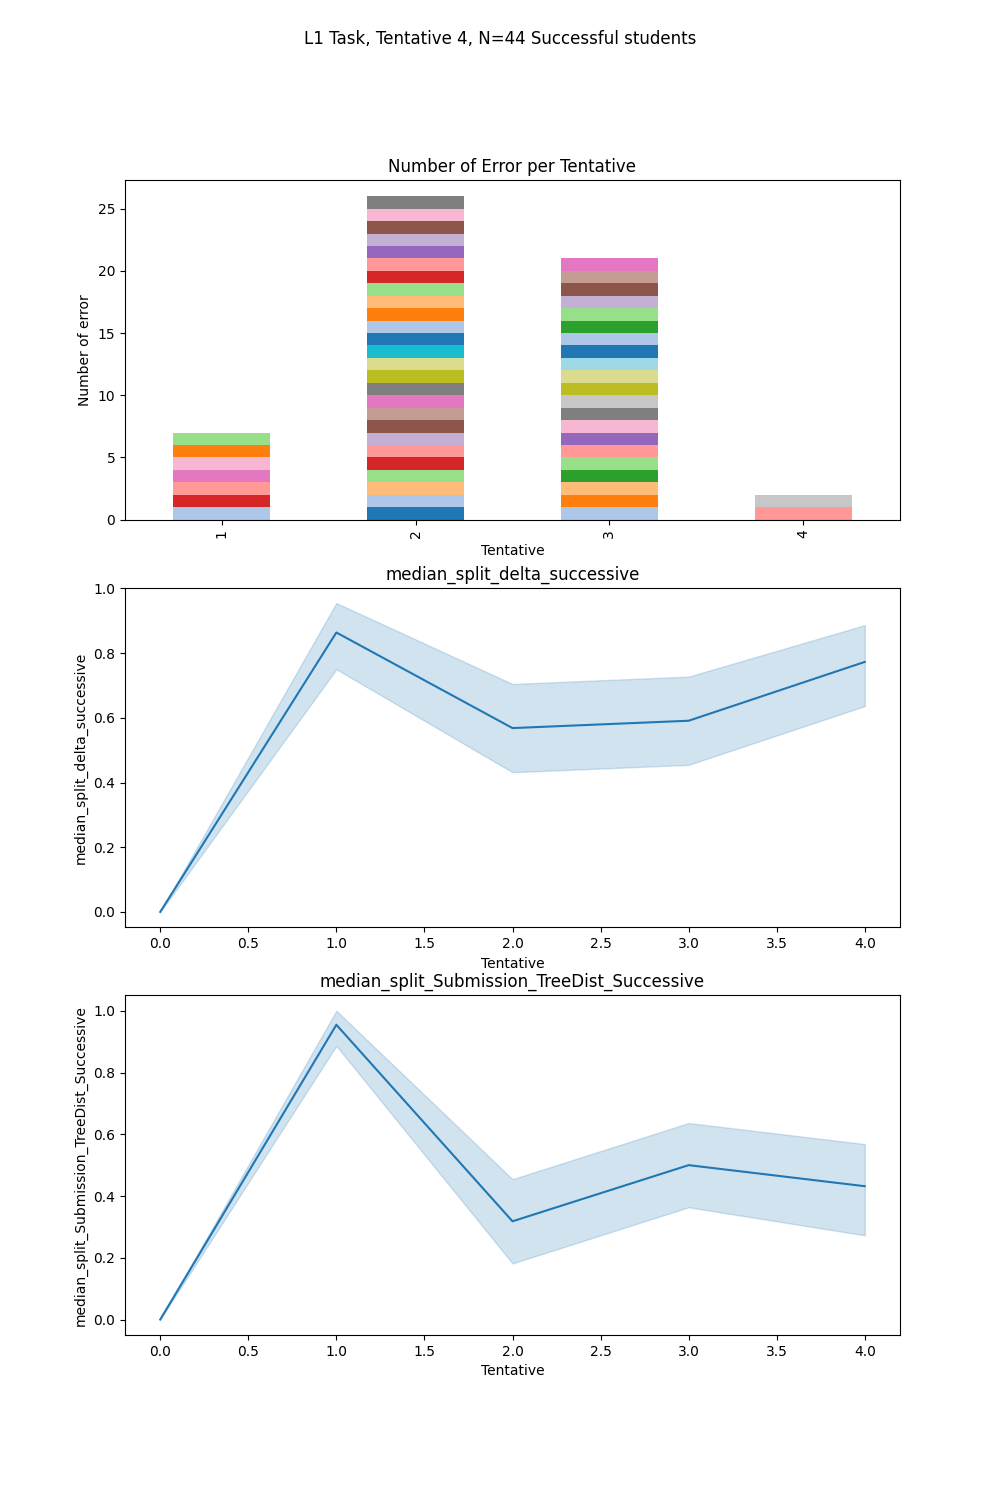 L1 Task, Tentative 4, N=44 Successful students
Number of Error per Tentative
25
20
15
10
5
0
Number of error
1 2 3 4
Tentative
median_split_delta_successive
1.0
0.8
0.6
0.4
0.2
0.0
median_split_delta_successive
0.0 0.5 1.0 1.5 2.0 2.5 3.0 3.5 4.0
Tentative
median_split_Submission_TreeDist_Successive
1.0
0.8
0.6
0.4
0.2
0.0
median_split_Submission_TreeDist_Successive
0.0 0.5 1.0 1.5 2.0 2.5 3.0 3.5 4.0
Tentative